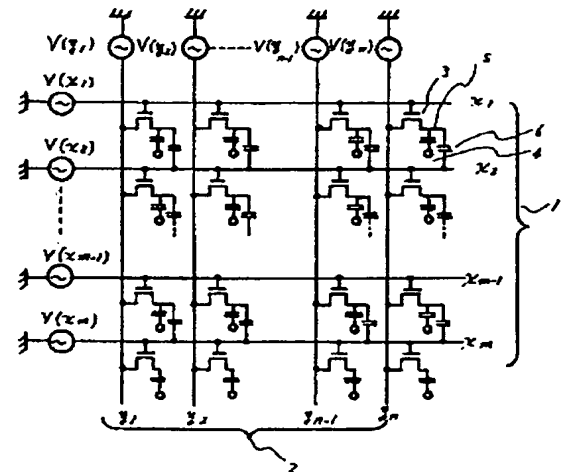 V(y₁) V(y₂) V(yₙ₋₁) V(yₙ)
V(x₁)
3
5
x₁
6
V(x₂)
4
x₂
1
V(xₘ₋₁)
xₘ₋₁
V(xₘ)
xₘ
y₁ y₂ yₙ₋₁ yₙ
2